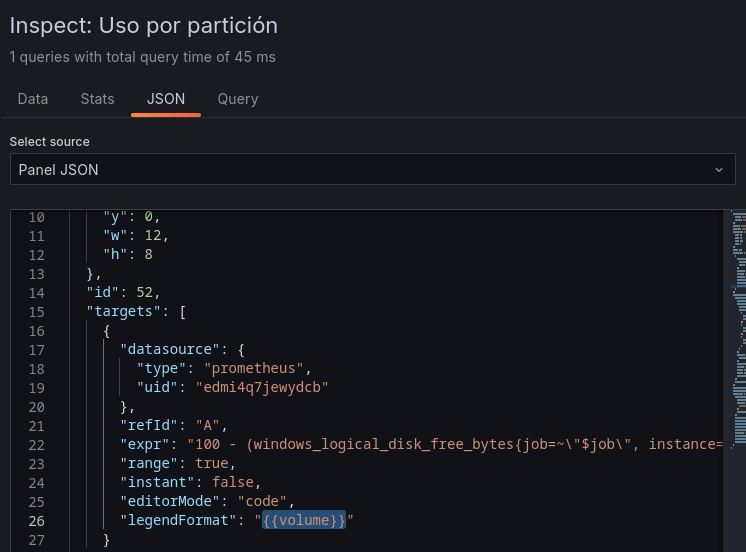 Inspect: Uso por partición
1 queries with total query time of 45 ms
Data Stats JSON Query
Select source
Panel JSON
10 "y": 0,
11 "w": 12,
12 "h": 8
13 },
14 "id": 52,
15 "targets": [
16 {
17 "datasource": {
18 "type": "prometheus",
19 "uid": "edmi4q7jewydcb"
20 },
21 "refId": "A",
22 "expr": "100 - (windows_logical_disk_free_bytes{job=~\"$job\", instance=
23 "range": true,
24 "instant": false,
25 "editorMode": "code",
26 "legendFormat": "{{volume}}"
27 }